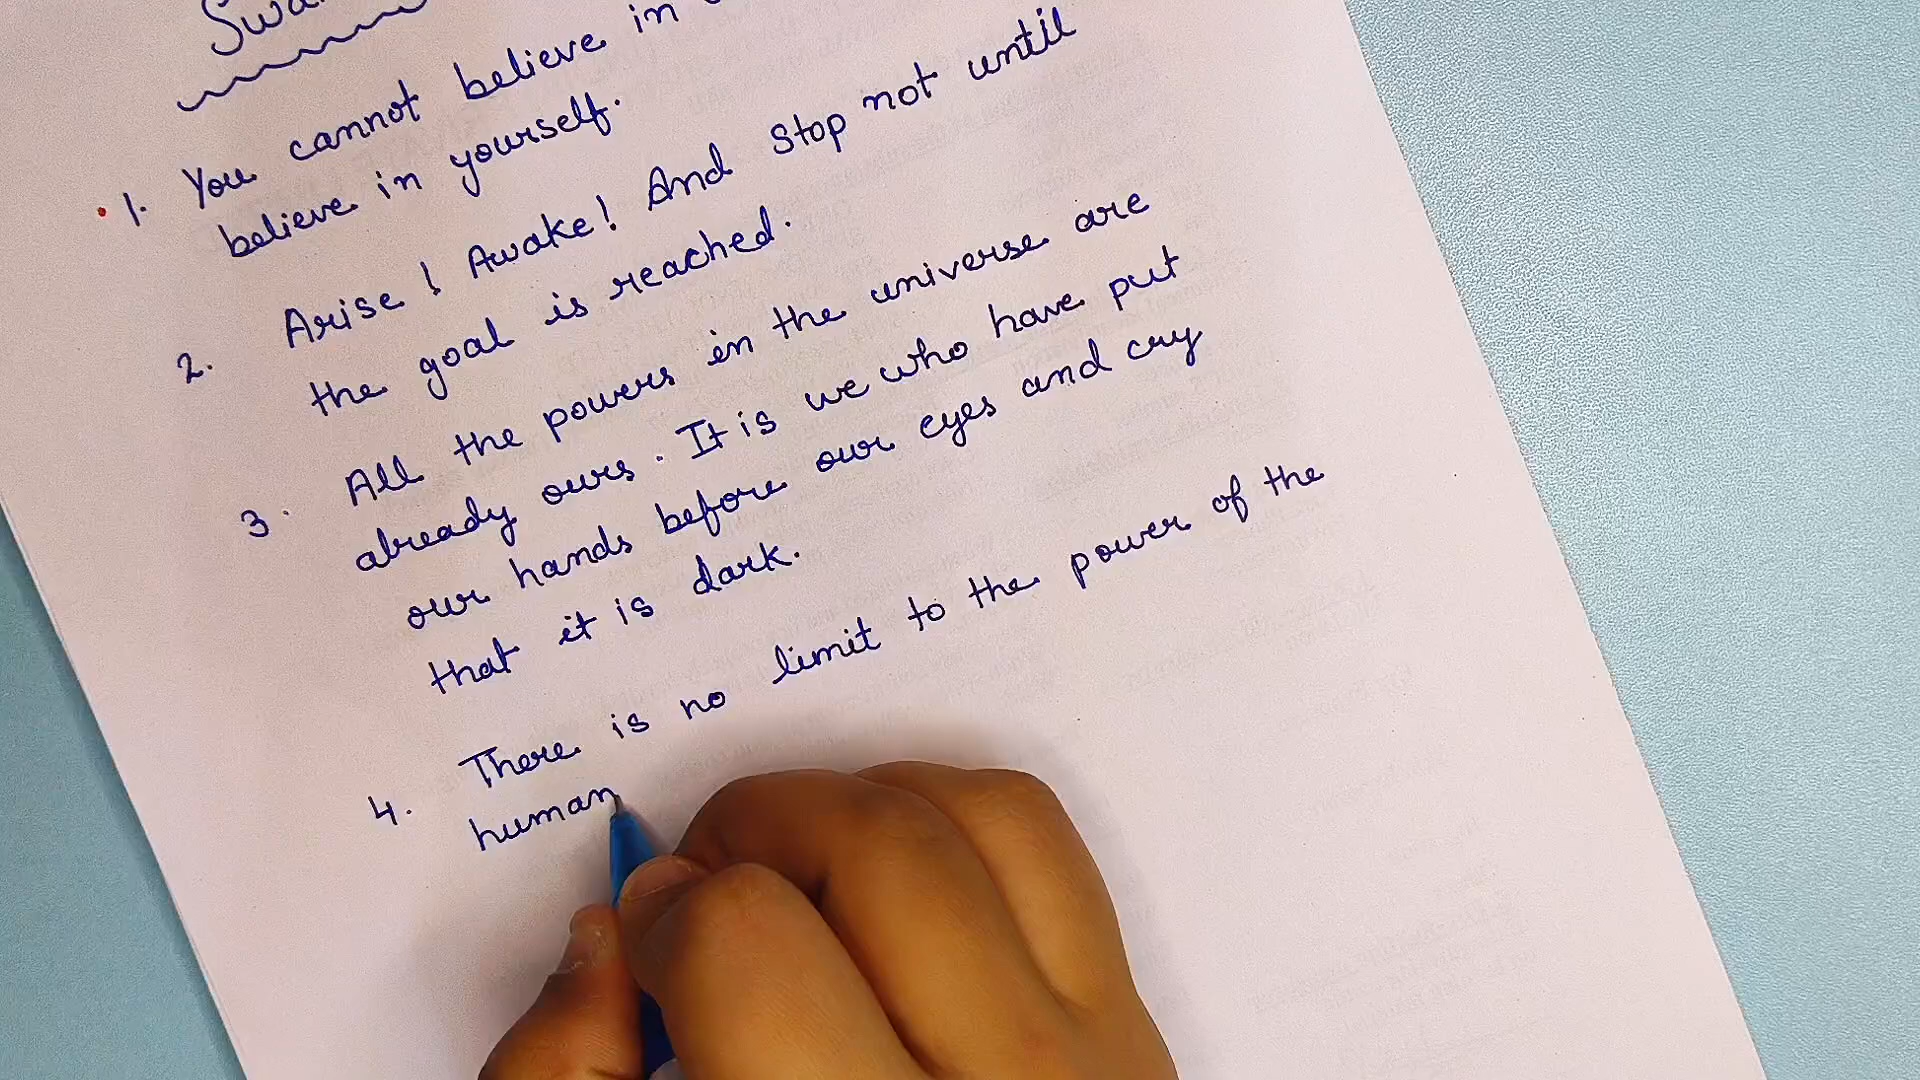 1. You cannot believe in
believe in yourself.
2. Arise! Awake! And stop not until
the goal is reached.
3. All the powers in the universe are
already ours. It is we who have put
our hands before our eyes and cry
that it is dark.
4. There is no limit to the power of the
human